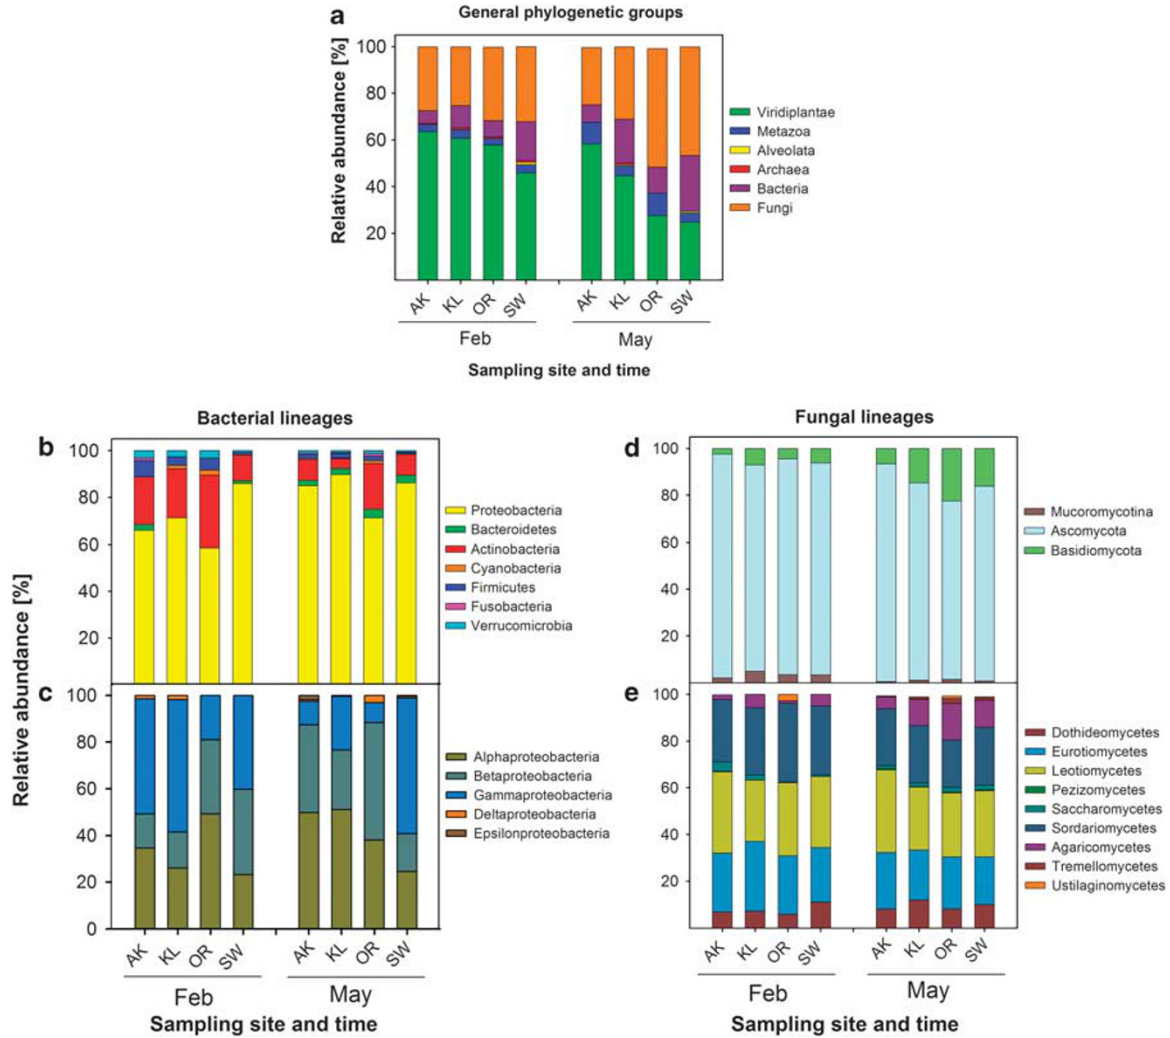 a
General phylogenetic groups
Relative abundance [%]
100
80
60
40
20
AK KL OR SW AK KL OR SW
Feb May
Sampling site and time
Viridiplantae
Metazoa
Alveolata
Archaea
Bacteria
Fungi
Bacterial lineages
b
Relative abundance [%]
100
80
60
40
20
Proteobacteria
Bacteroidetes
Actinobacteria
Cyanobacteria
Firmicutes
Fusobacteria
Verrucomicrobia
c
100
80
60
40
20
0
AK KL OR SW AK KL OR SW
Feb May
Sampling site and time
Alphaproteobacteria
Betaproteobacteria
Gammaproteobacteria
Deltaproteobacteria
Epsilonproteobacteria
Fungal lineages
d
100
80
60
40
20
Mucoromycotina
Ascomycota
Basidiomycota
e
100
80
60
40
20
AK KL OR SW AK KL OR SW
Feb May
Sampling site and time
Dothideomycetes
Eurotiomycetes
Leotiomycetes
Pezizomycetes
Saccharomycetes
Sordariomycetes
Agaricomycetes
Tremellomycetes
Ustilaginomycetes